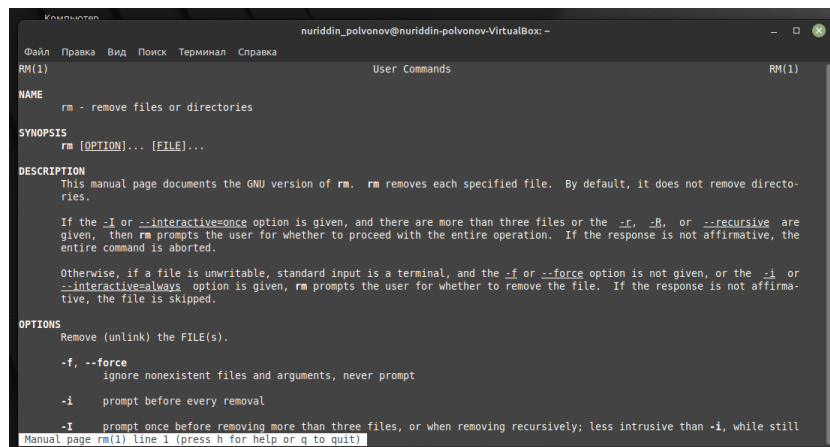 Компьютер
nuriddin_polvonov@nuriddin-polvonov-VirtualBox: ~
Файл Правка Вид Поиск Терминал Справка
RM(1) User Commands RM(1)
NAME
rm - remove files or directories
SYNOPSIS
rm [OPTION]... [FILE]...
DESCRIPTION
This manual page documents the GNU version of rm. rm removes each specified file. By default, it does not remove directo-
ries.
If the -I or --interactive=once option is given, and there are more than three files or the -r, -R, or --recursive are
given, then rm prompts the user for whether to proceed with the entire operation. If the response is not affirmative, the
entire command is aborted.
Otherwise, if a file is unwritable, standard input is a terminal, and the -f or --force option is not given, or the -i or
--interactive=always option is given, rm prompts the user for whether to remove the file. If the response is not affirma-
tive, the file is skipped.
OPTIONS
Remove (unlink) the FILE(s).
-f, --force
ignore nonexistent files and arguments, never prompt
-i prompt before every removal
-I prompt once before removing more than three files, or when removing recursively; less intrusive than -i, while still
Manual page rm(1) line 1 (press h for help or q to quit)